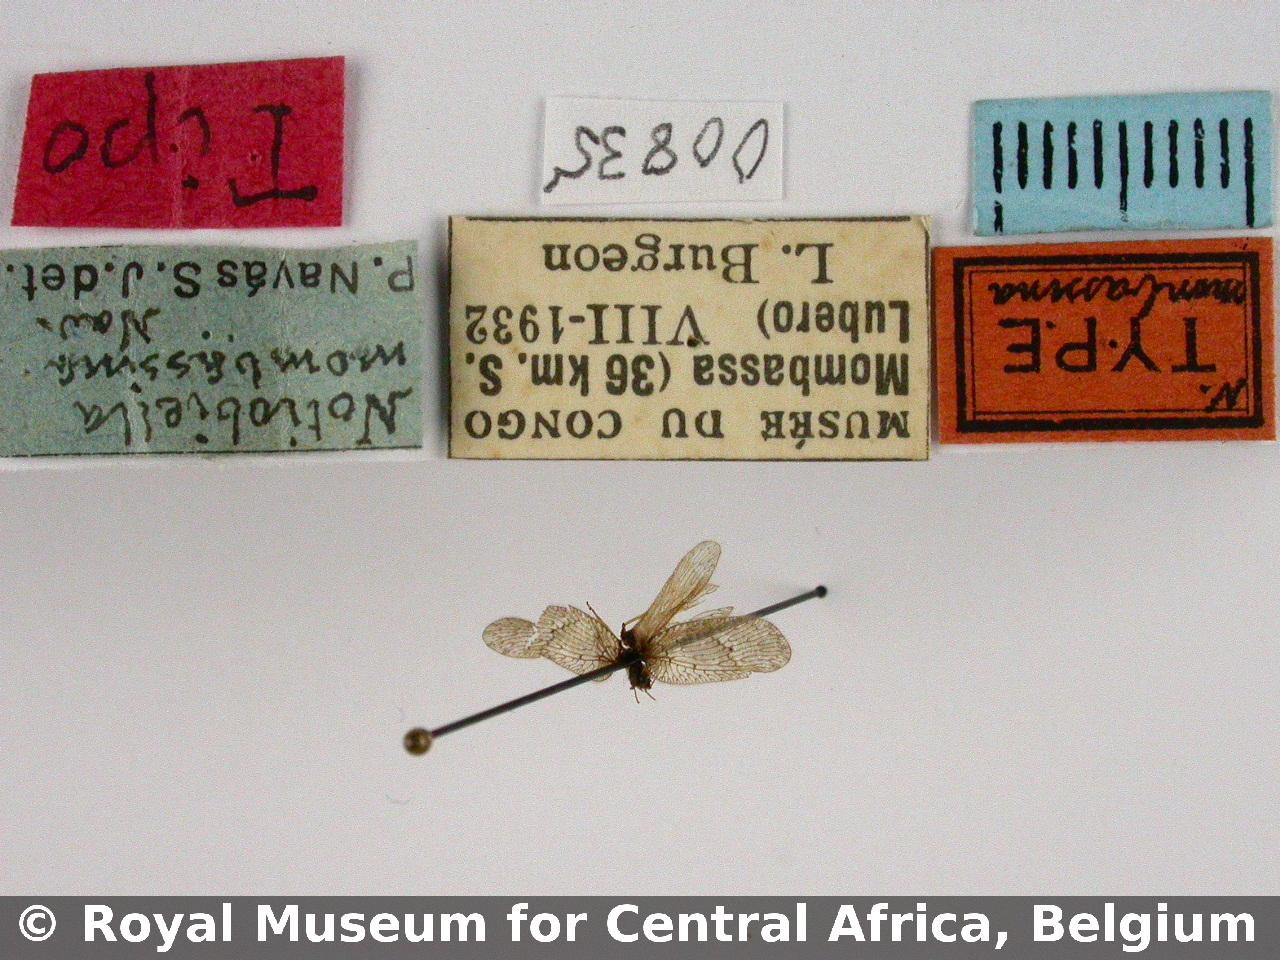 Tipo
00835
Notiobiella
mombassina
Nav.
P. Navás S. J. det.
MUSÉE DU CONGO
Mombassa (36 km. S.
Lubero) VIII-1932
L. Burgeon
N.
TYPE
mombassina
© Royal Museum for Central Africa, Belgium